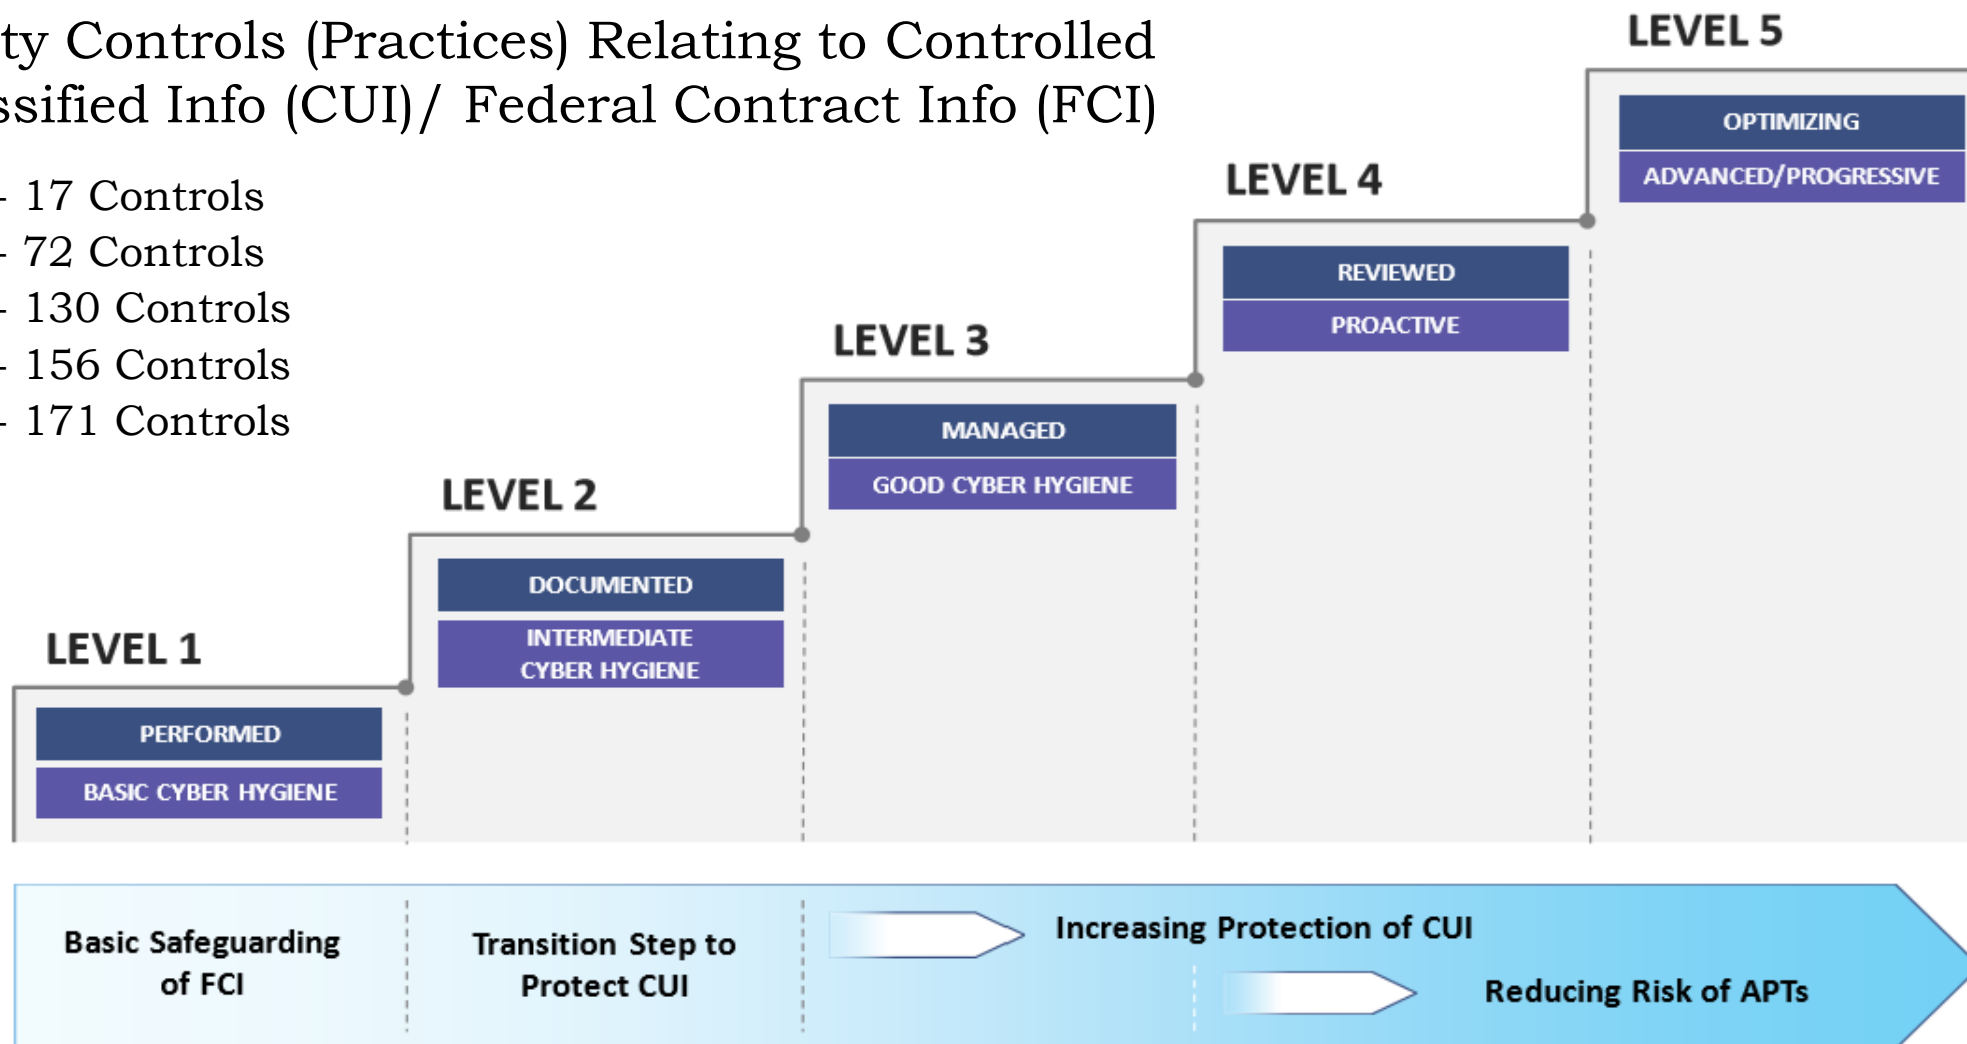 ty Controls (Practices) Relating to Controlled
ssified Info (CUI)/ Federal Contract Info (FCI)
- 17 Controls
- 72 Controls
- 130 Controls
- 156 Controls
- 171 Controls
LEVEL 1
PERFORMED
BASIC CYBER HYGIENE
LEVEL 2
DOCUMENTED
INTERMEDIATE
CYBER HYGIENE
LEVEL 3
MANAGED
GOOD CYBER HYGIENE
LEVEL 4
REVIEWED
PROACTIVE
LEVEL 5
OPTIMIZING
ADVANCED/PROGRESSIVE
Basic Safeguarding
of FCI
Transition Step to
Protect CUI
Increasing Protection of CUI
Reducing Risk of APTs